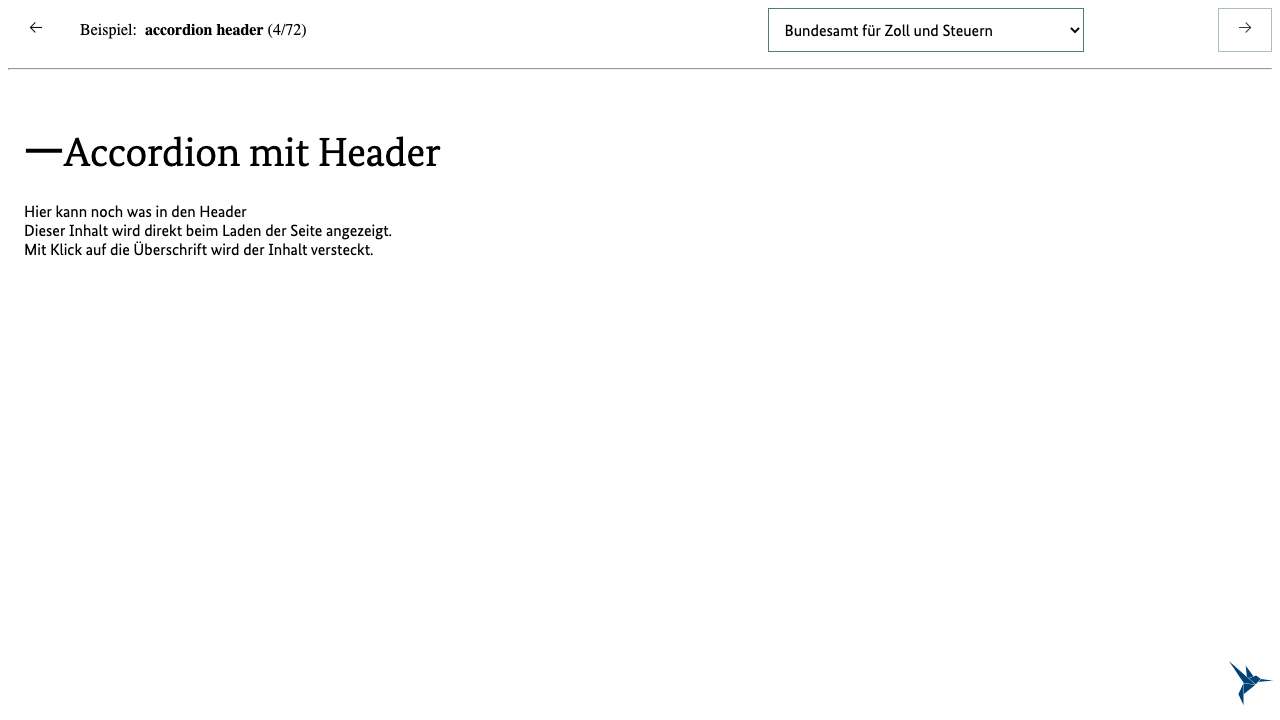 Beispiel: accordion header (4/72)
Bundesamt für Zoll und Steuern
Accordion mit Header
Hier kann noch was in den Header
Dieser Inhalt wird direkt beim Laden der Seite angezeigt.
Mit Klick auf die Überschrift wird der Inhalt versteckt.